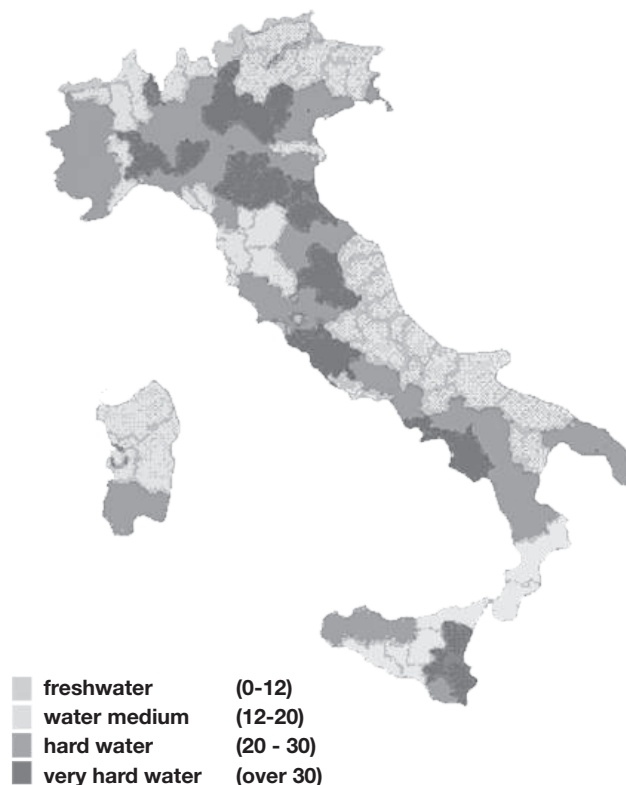 freshwater (0-12)
water medium (12-20)
hard water (20 - 30)
very hard water (over 30)